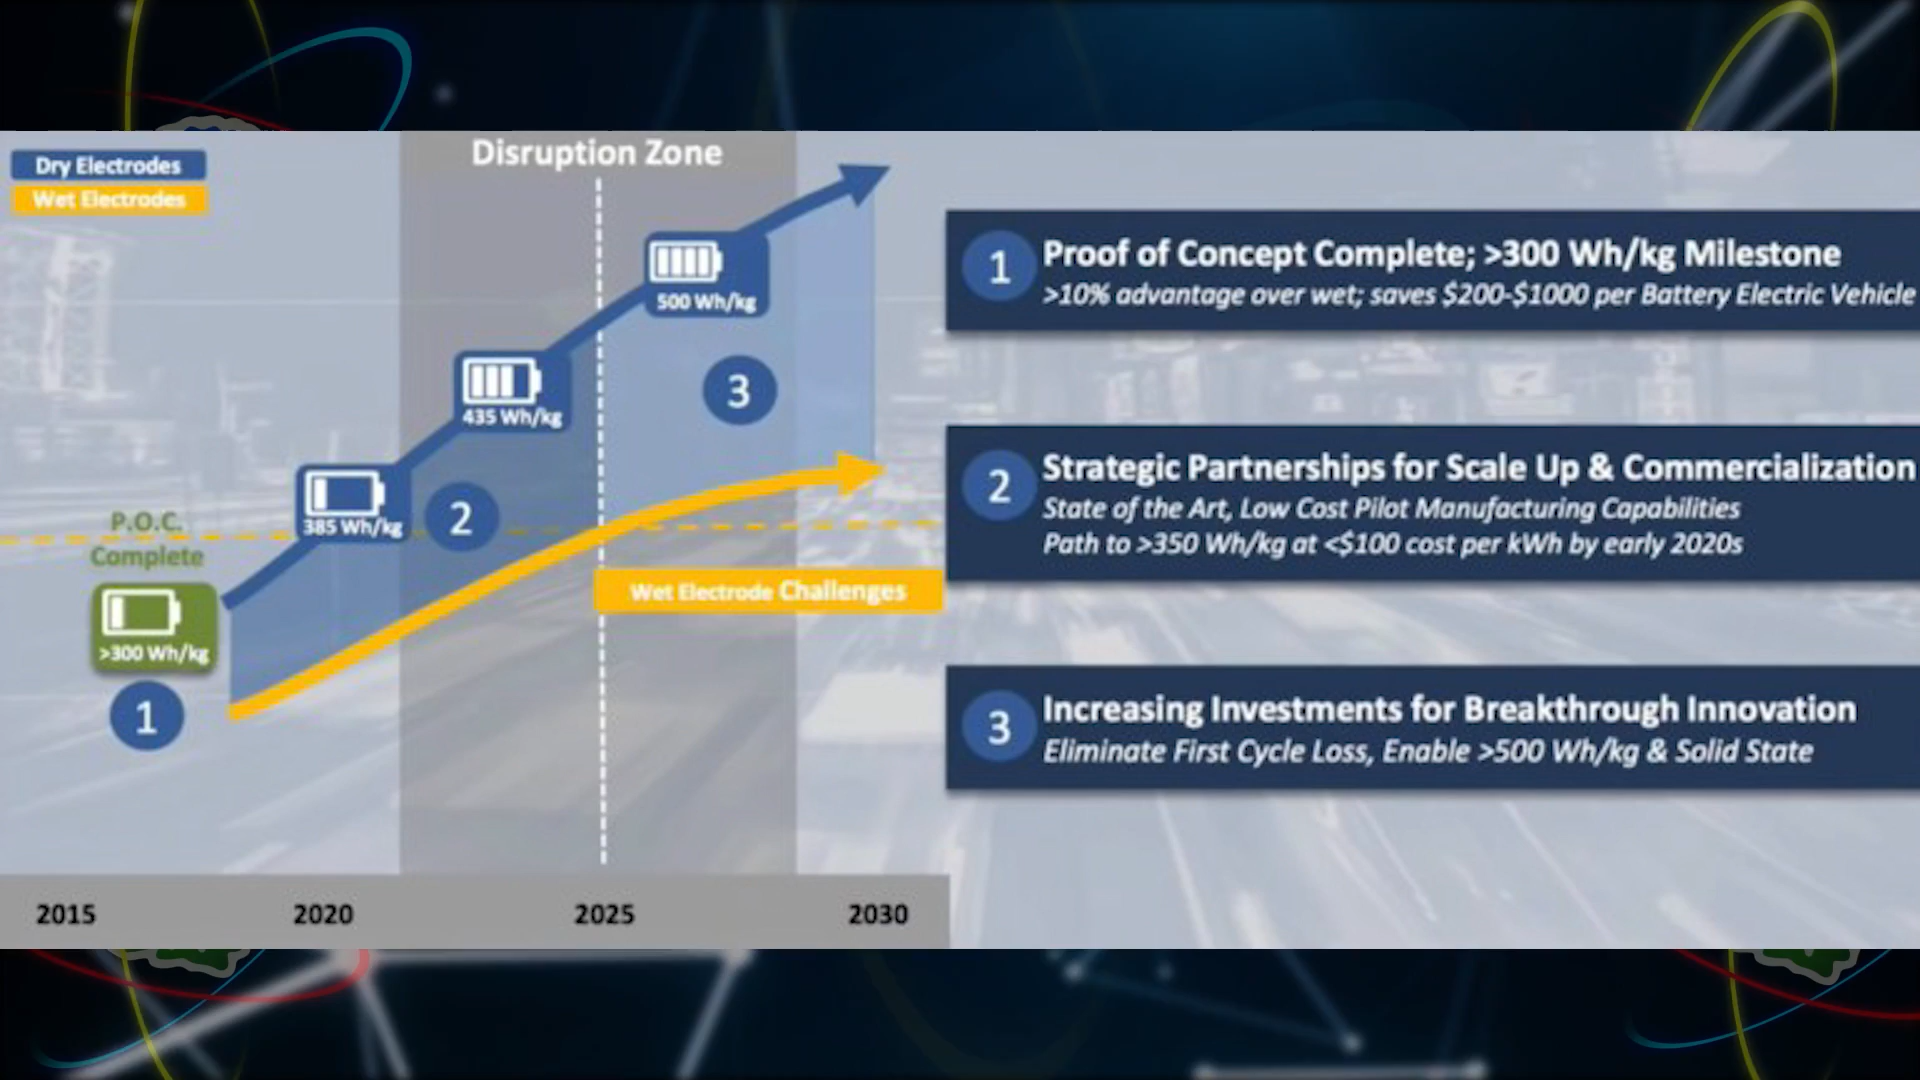 Dry Electrodes
Wet Electrodes
Disruption Zone
500 Wh/kg
3
435 Wh/kg
385 Wh/kg
2
P.O.C.
Complete
>300 Wh/kg
1
Wet Electrode Challenges
2015 2020 2025 2030
1
Proof of Concept Complete; >300 Wh/kg Milestone
>10% advantage over wet; saves $200-$1000 per Battery Electric Vehicle
2
Strategic Partnerships for Scale Up & Commercialization
State of the Art, Low Cost Pilot Manufacturing Capabilities
Path to >350 Wh/kg at <$100 cost per kWh by early 2020s
3
Increasing Investments for Breakthrough Innovation
Eliminate First Cycle Loss, Enable >500 Wh/kg & Solid State